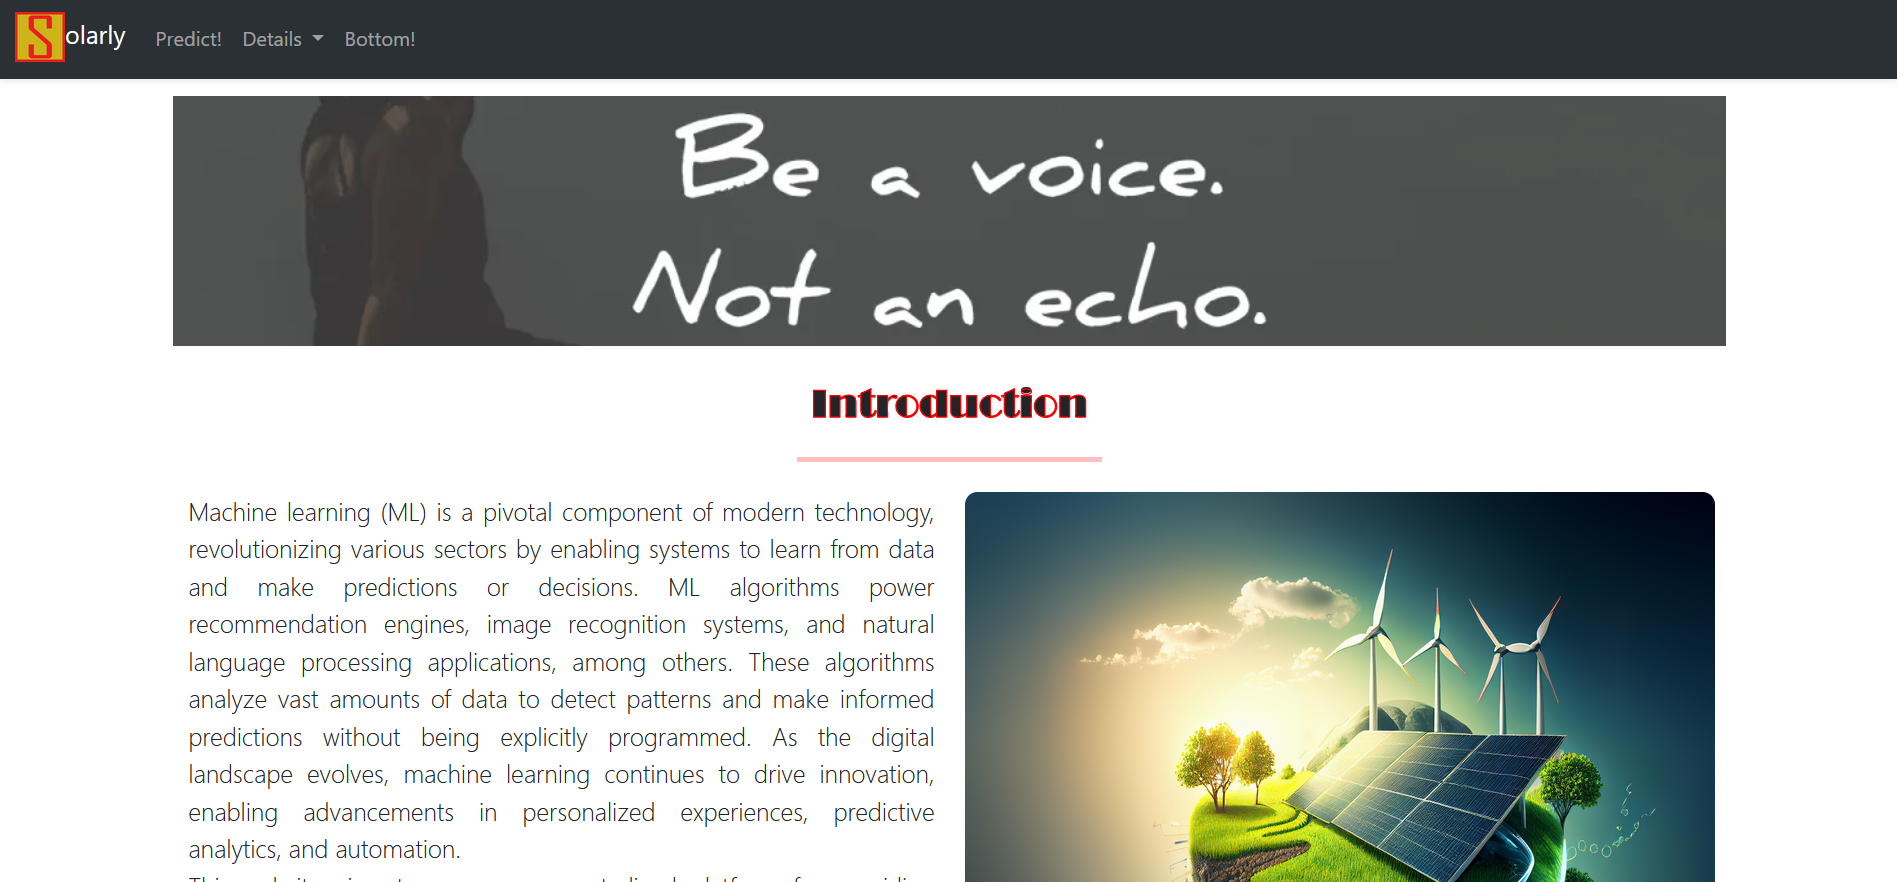 Solarly Predict! Details Bottom!
Be a voice.
Not an echo.
Introduction
Machine learning (ML) is a pivotal component of modern technology,
revolutionizing various sectors by enabling systems to learn from data
and make predictions or decisions. ML algorithms power
recommendation engines, image recognition systems, and natural
language processing applications, among others. These algorithms
analyze vast amounts of data to detect patterns and make informed
predictions without being explicitly programmed. As the digital
landscape evolves, machine learning continues to drive innovation,
enabling advancements in personalized experiences, predictive
analytics, and automation.